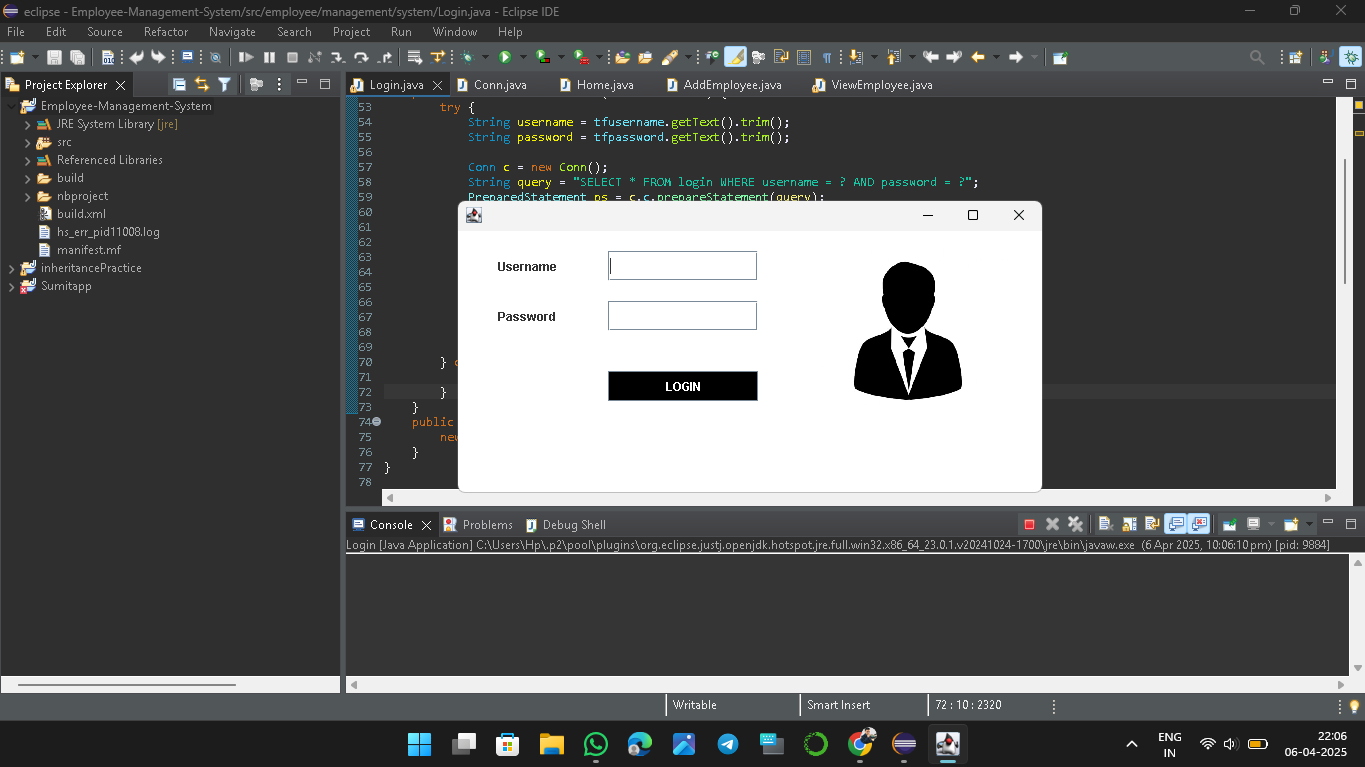 eclipse - Employee-Management-System/src/employee/management/system/Login.java - Eclipse IDE
File Edit Source Refactor Navigate Search Project Run Window Help
Project Explorer
Employee-Management-System
JRE System Library [jre]
src
Referenced Libraries
build
nbproject
build.xml
hs_err_pid11008.log
manifest.mf
inheritancePractice
Sumitapp
Login.java Conn.java Home.java AddEmployee.java ViewEmployee.java
53 try {
54 String username = tfusername.getText().trim();
55 String password = tfpassword.getText().trim();
56
57 Conn c = new Conn();
58 String query = "SELECT * FROM login WHERE username = ? AND password = ?";
59 PreparedStatement ps = c.c.prepareStatement(query);
60
61
62
63
64
65
66
67
68
69
70 }
71
72 }
73 }
74 public
75 new
76 }
77 }
78
Username
Password
LOGIN
Console Problems Debug Shell
Login [Java Application] C:\Users\Hp\.p2\pool\plugins\org.eclipse.justj.openjdk.hotspot.jre.full.win32.x86_64_23.0.1.v20241024-1700\jre\bin\javaw.exe (6 Apr 2025, 10:06:10 pm) [pid: 9884]
Writable Smart Insert 72 : 10 : 2320
ENG
IN
22:06
06-04-2025